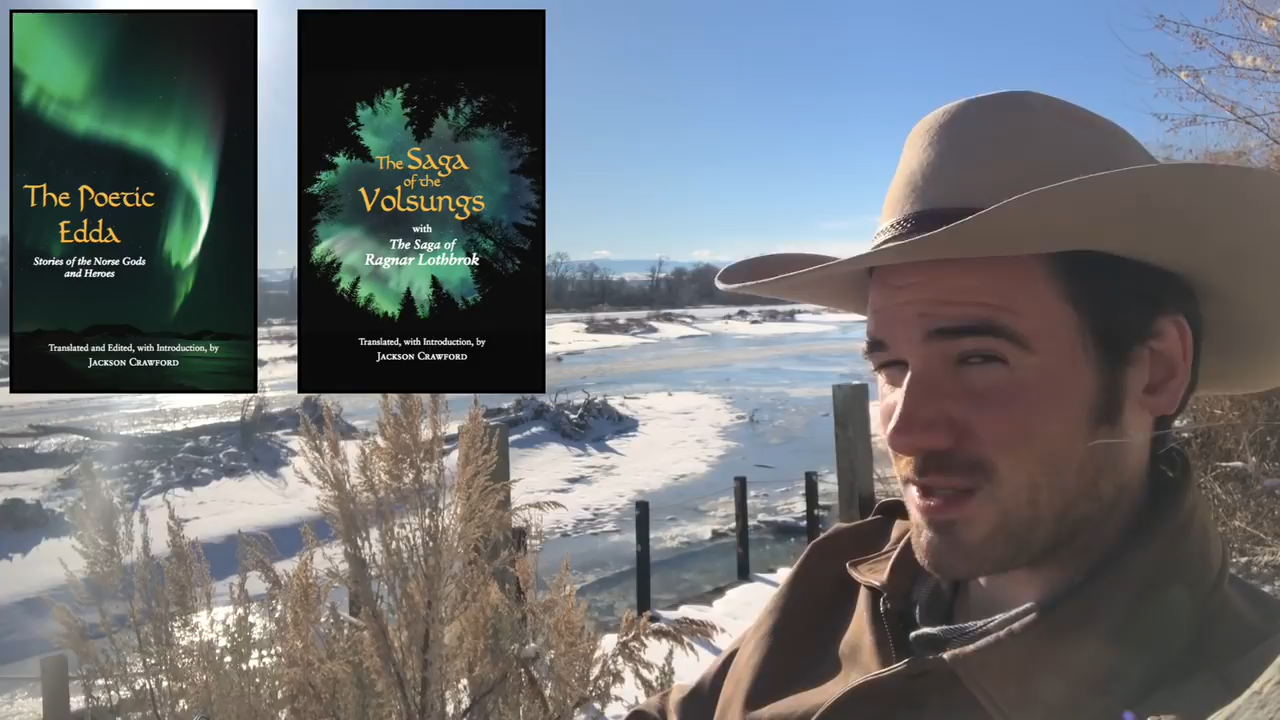 The Poetic
Edda
Stories of the Norse Gods
and Heroes
Translated and Edited, with Introduction, by
Jackson Crawford
The Saga
of the
Volsungs
with
The Saga of
Ragnar Lothbrok
Translated, with Introduction, by
Jackson Crawford